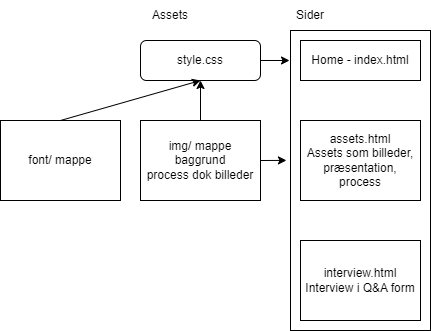 Assets
Sider
style.css
Home - index.html
font/ mappe
img/ mappe
baggrund
process dok billeder
assets.html
Assets som billeder,
præsentation,
process
interview.html
Interview i Q&A form